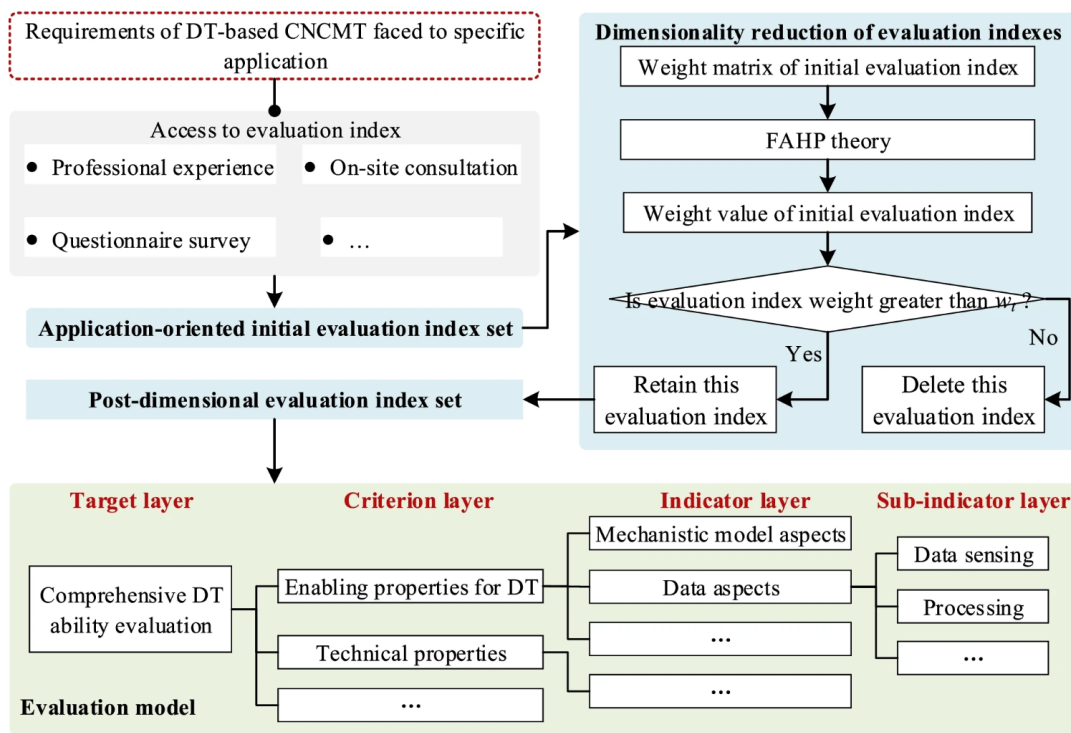 Requirements of DT-based CNCMT faced to specific
application
Access to evaluation index
• Professional experience
• On-site consultation
• Questionnaire survey
• …
Application-oriented initial evaluation index set
Dimensionality reduction of evaluation indexes
Weight matrix of initial evaluation index
FAHP theory
Weight value of initial evaluation index
Is evaluation index weight greater than wt?
Yes
No
Retain this
evaluation index
Delete this
evaluation index
Post-dimensional evaluation index set
Target layer
Criterion layer
Indicator layer
Sub-indicator layer
Comprehensive DT
ability evaluation
Enabling properties for DT
Technical properties
…
Mechanistic model aspects
Data aspects
…
…
Data sensing
Processing
…
Evaluation model